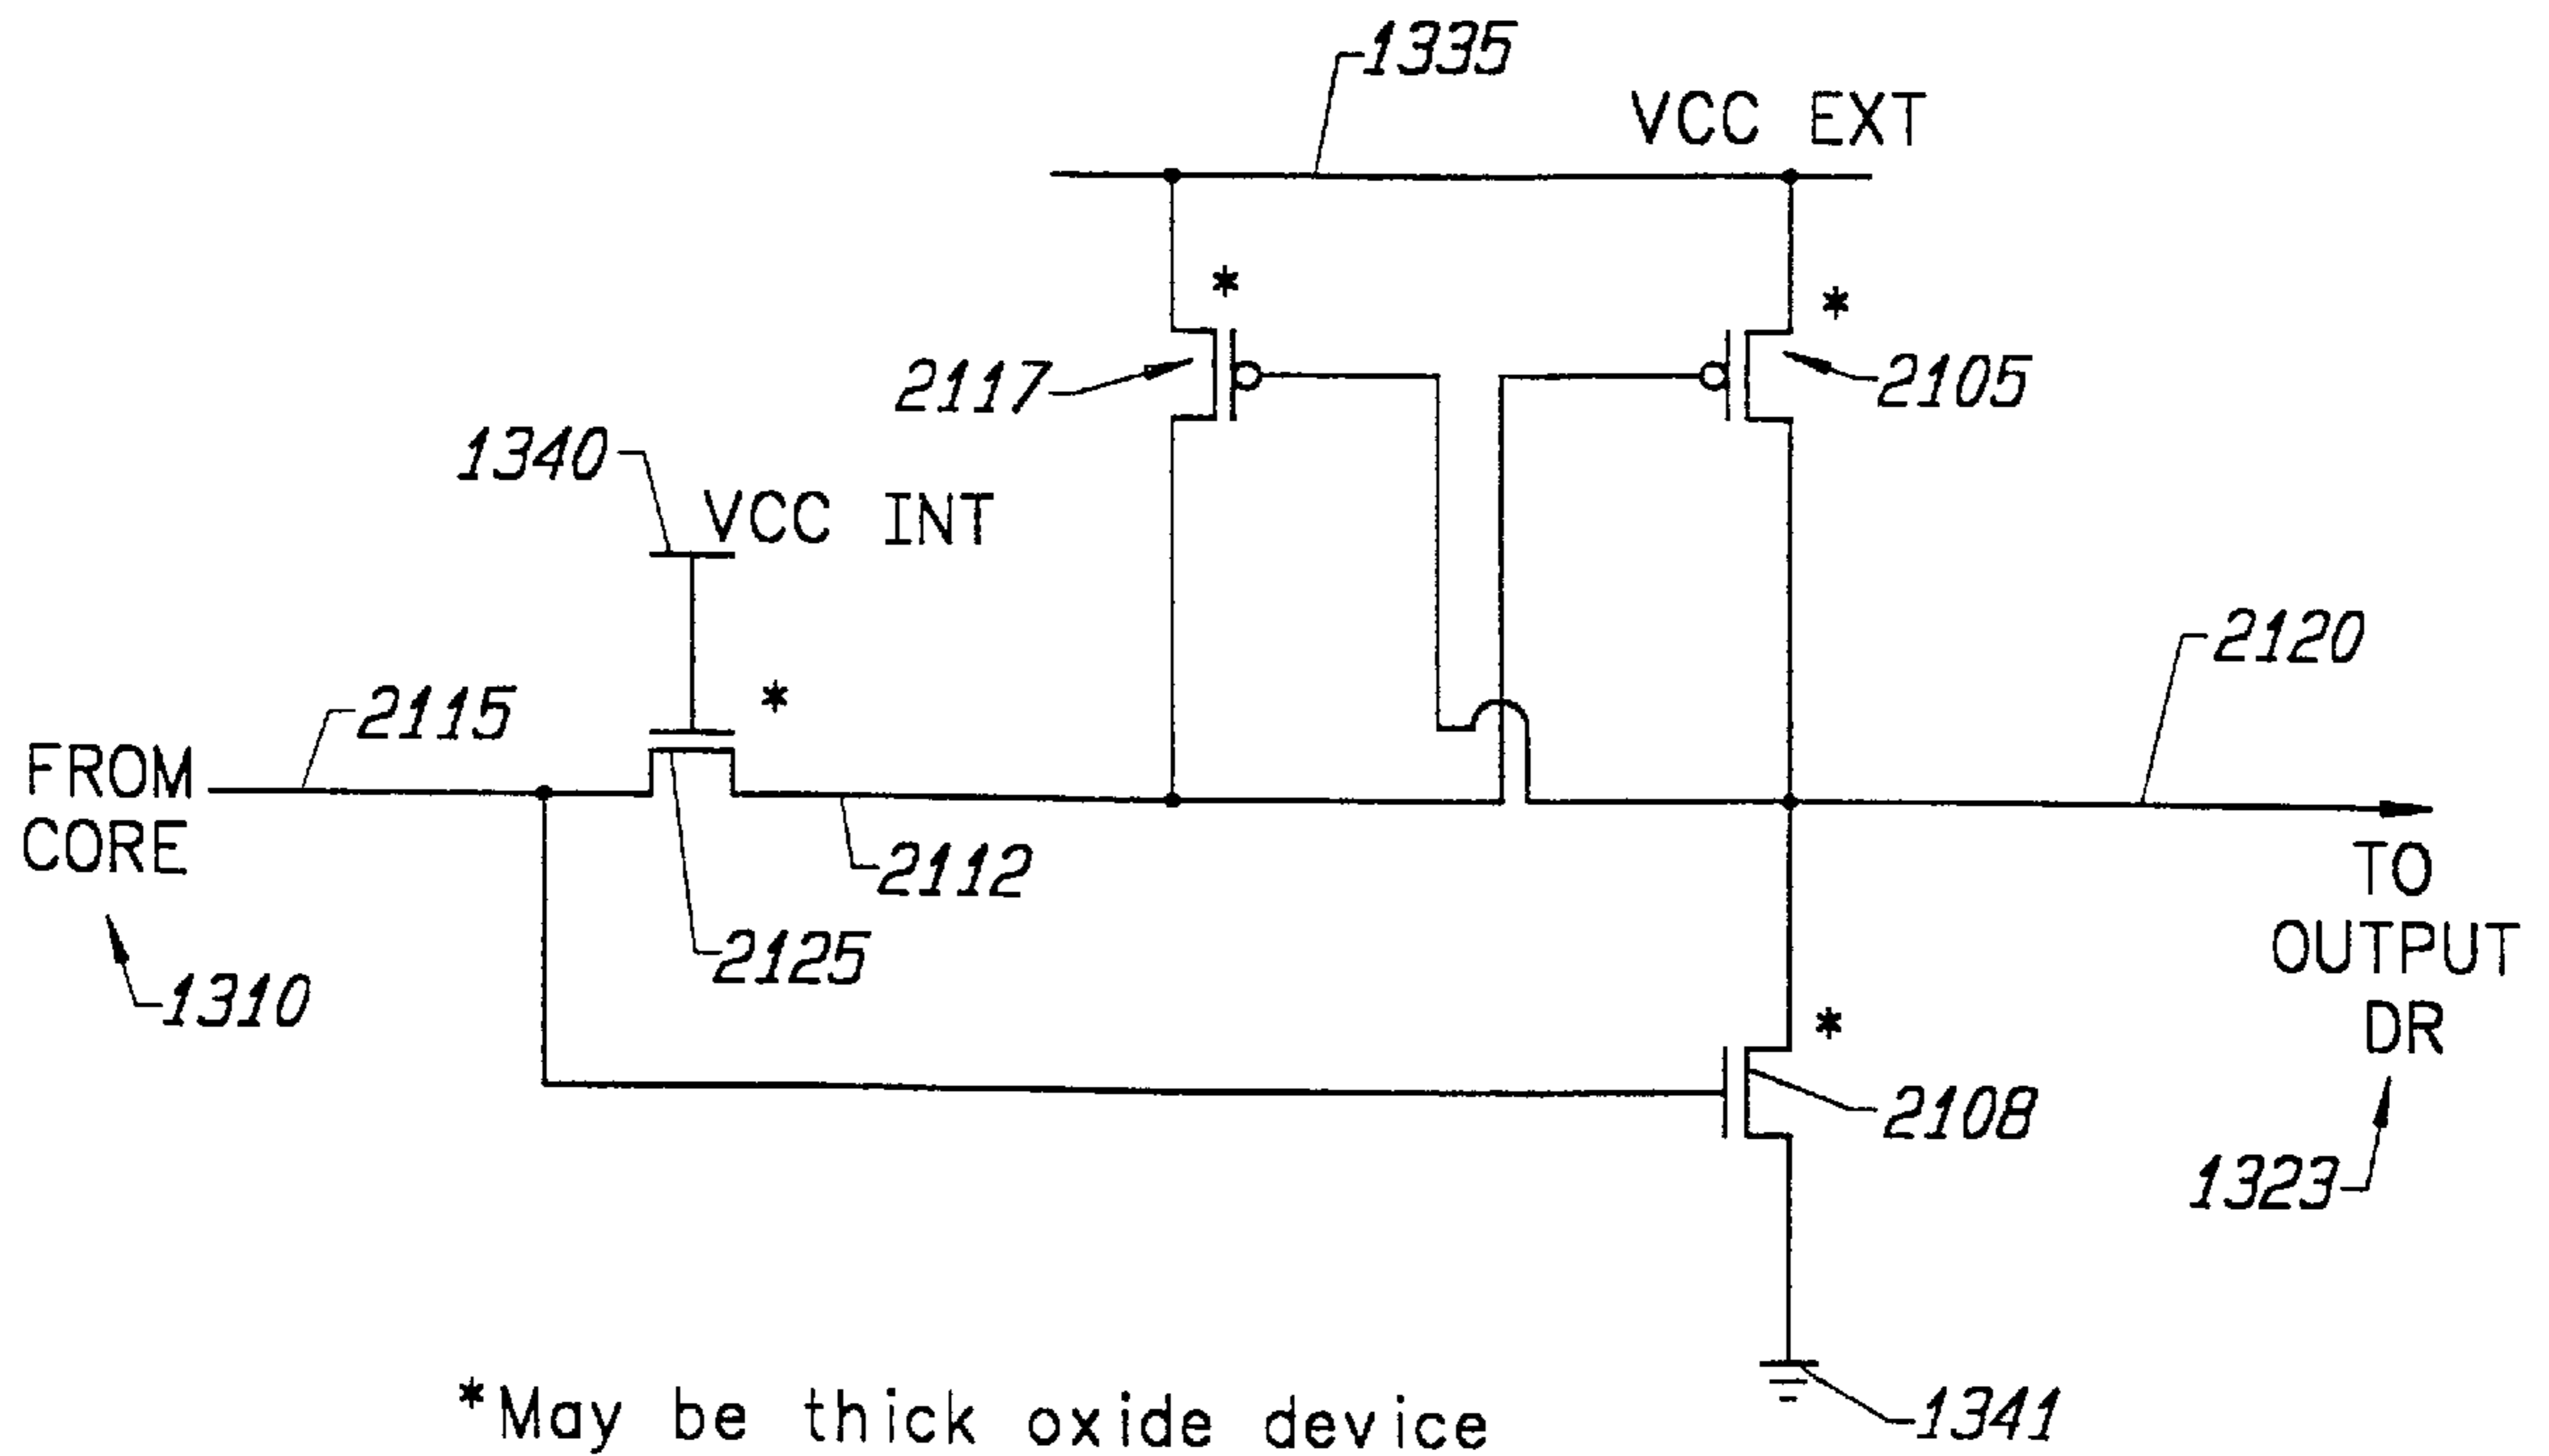 1335
VCC EXT
*
*
2117
2105
1340
VCC INT
2120
*
2115
FROM
CORE
2112
TO
OUTPUT
DR
2125
1310
*
2108
1323
1341
*May be thick oxide device